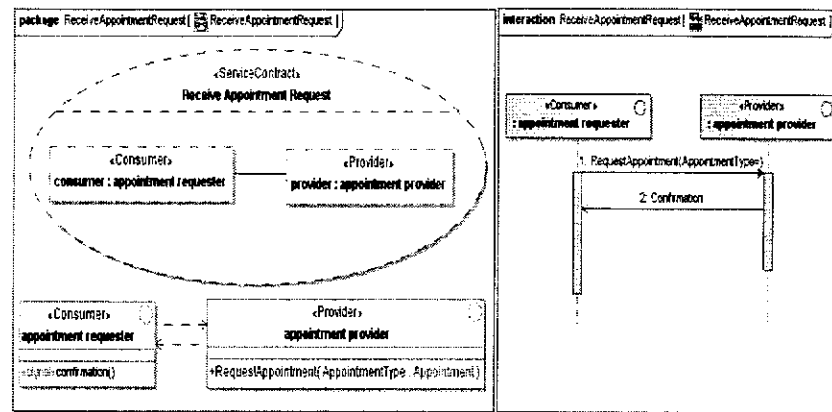 package ReceiveAppointmentRequest [ ReceiveAppointmentRequest ]
«ServiceContract»
Receive Appointment Request
«Consumer»
consumer : appointment requester
«Provider»
provider : appointment provider
«Consumer»
appointment requester
«signal» confirmation()
«Provider»
appointment provider
+RequestAppointment( AppointmentType : Appointment )
interaction ReceiveAppointmentRequest [ ReceiveAppointmentRequest ]
«Consumer»
: appointment requester
«Provider»
: appointment provider
1: RequestAppointment(AppointmentType=)
2: Confirmation